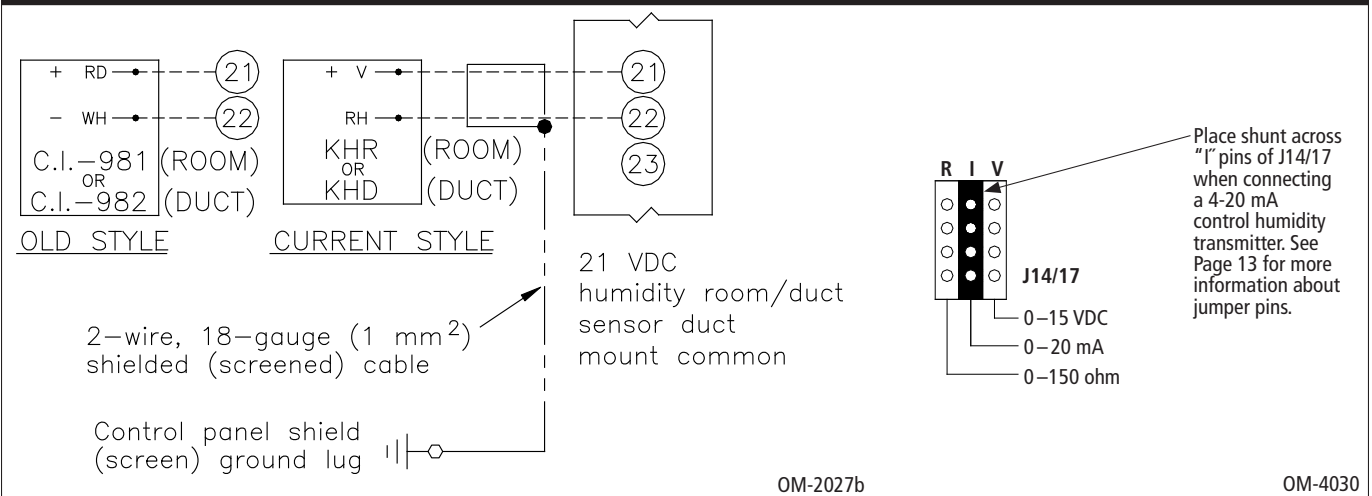 + RD 21
- WH 22
C.I.-981 (ROOM)
OR
C.I.-982 (DUCT)
OLD STYLE
+ V
RH
KHR (ROOM)
OR
KHD (DUCT)
CURRENT STYLE
21
22
23
21 VDC
humidity room/duct
sensor duct
mount common
2-wire, 18-gauge (1 mm²)
shielded (screened) cable
Control panel shield
(screen) ground lug
OM-2027b
R I V
J14/17
0–15 VDC
0–20 mA
0–150 ohm
Place shunt across
"I" pins of J14/17
when connecting
a 4-20 mA
control humidity
transmitter. See
Page 13 for more
information about
jumper pins.
OM-4030